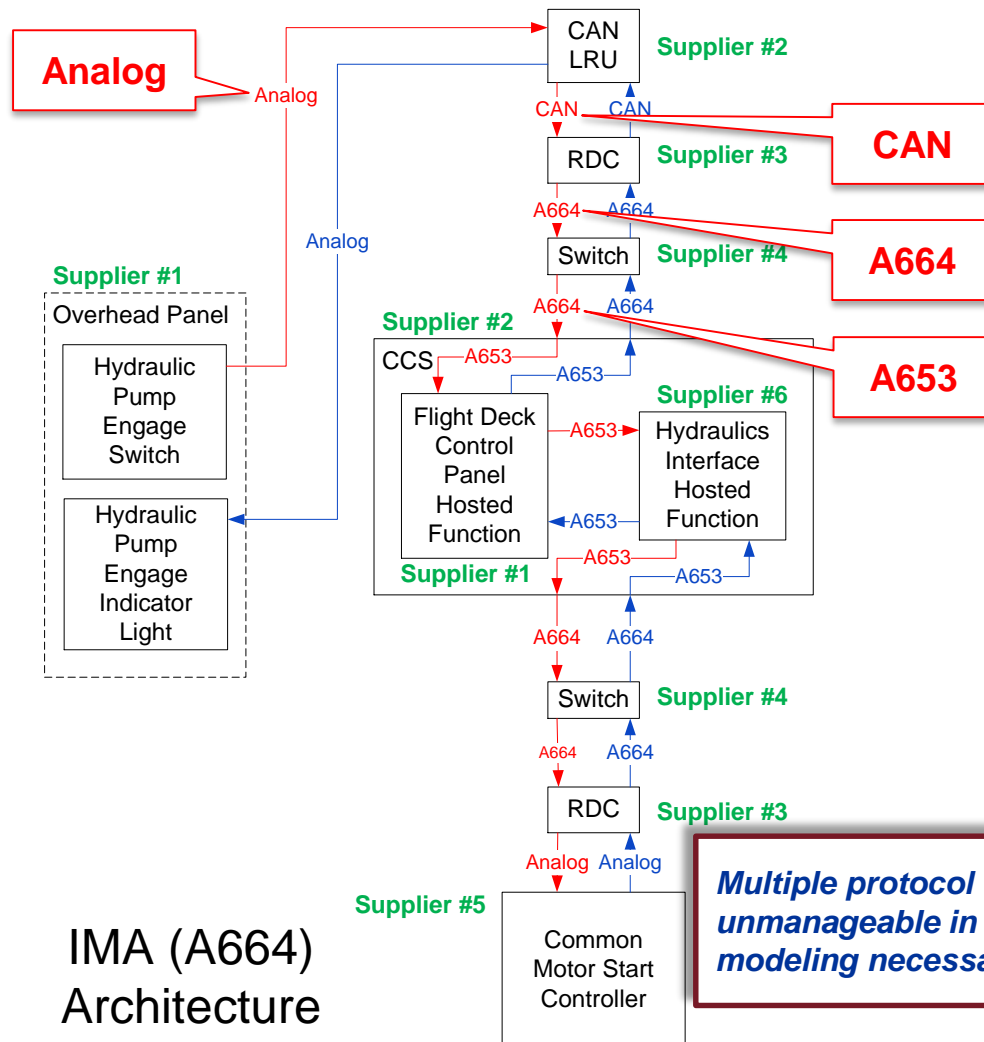 CAN
LRU
Supplier #2
Analog
Analog
CAN
CAN
CAN
RDC
Supplier #3
A664
A664
A664
Analog
Switch
Supplier #4
Supplier #1
A664
A664
Overhead Panel
Supplier #2
A653
CCS
A653
A653
Supplier #6
Hydraulic
Pump
Engage
Switch
Flight Deck
Control
Panel
Hosted
Function
A653
Hydraulics
Interface
Hosted
Function
A653
Hydraulic
Pump
Engage
Indicator
Light
A653
Supplier #1
A653
A664
A664
Switch
Supplier #4
A664
A664
RDC
Supplier #3
Analog
Analog
Supplier #5
Common
Motor Start
Controller
Multiple protocol
unmanageable in
modeling necessa
IMA (A664)
Architecture